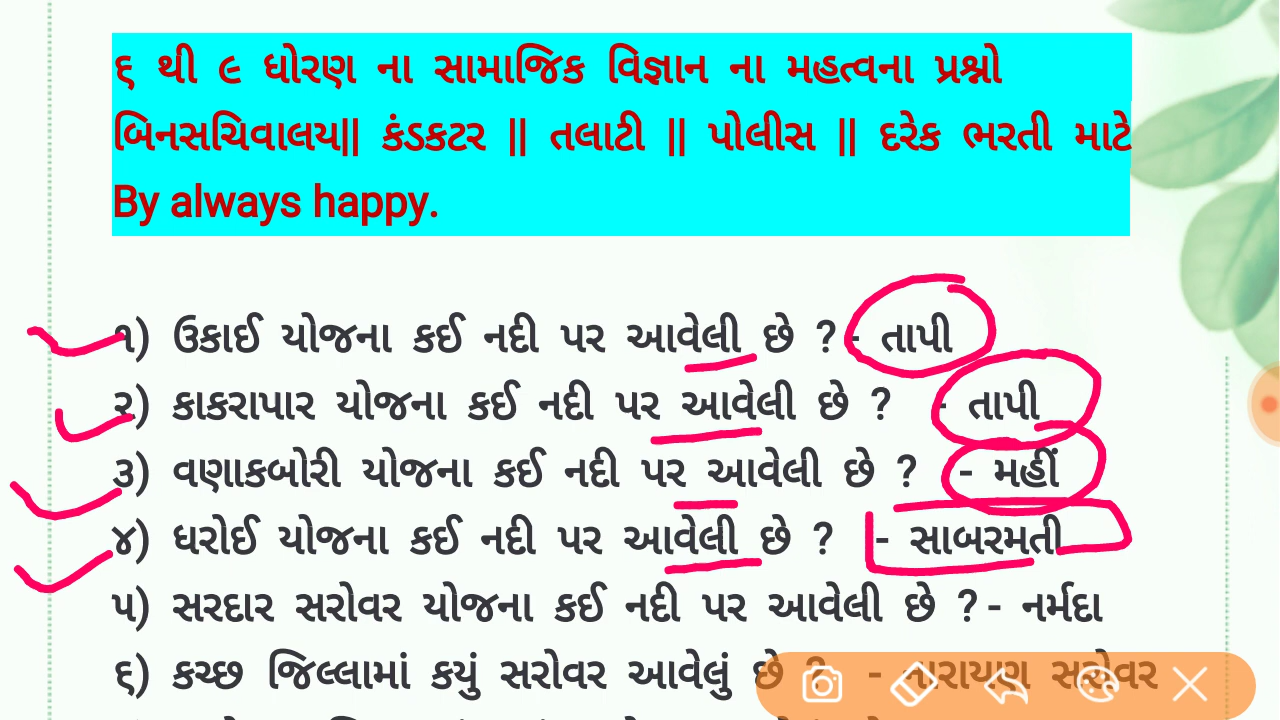 ૬ થી ૯ ધોરણ ના સામાજિક વિજ્ઞાન ના મહત્વના પ્રશ્નો
બિનસચિવાલય|| કંડકટર || તલાટી || પોલીસ || દરેક ભરતી માટે
By always happy.
૧) ઉકાઈ યોજના કઈ નદી પર આવેલી છે ? - તાપી
૨) કાકરાપાર યોજના કઈ નદી પર આવેલી છે ? - તાપી
૩) વણાકબોરી યોજના કઈ નદી પર આવેલી છે ? - મહીં
૪) ધરોઈ યોજના કઈ નદી પર આવેલી છે ? - સાબરમતી
૫) સરદાર સરોવર યોજના કઈ નદી પર આવેલી છે ? - નર્મદા
૬) કચ્છ જિલ્લામાં કયું સરોવર આવેલું છે ? - નારાયણ સરોવર